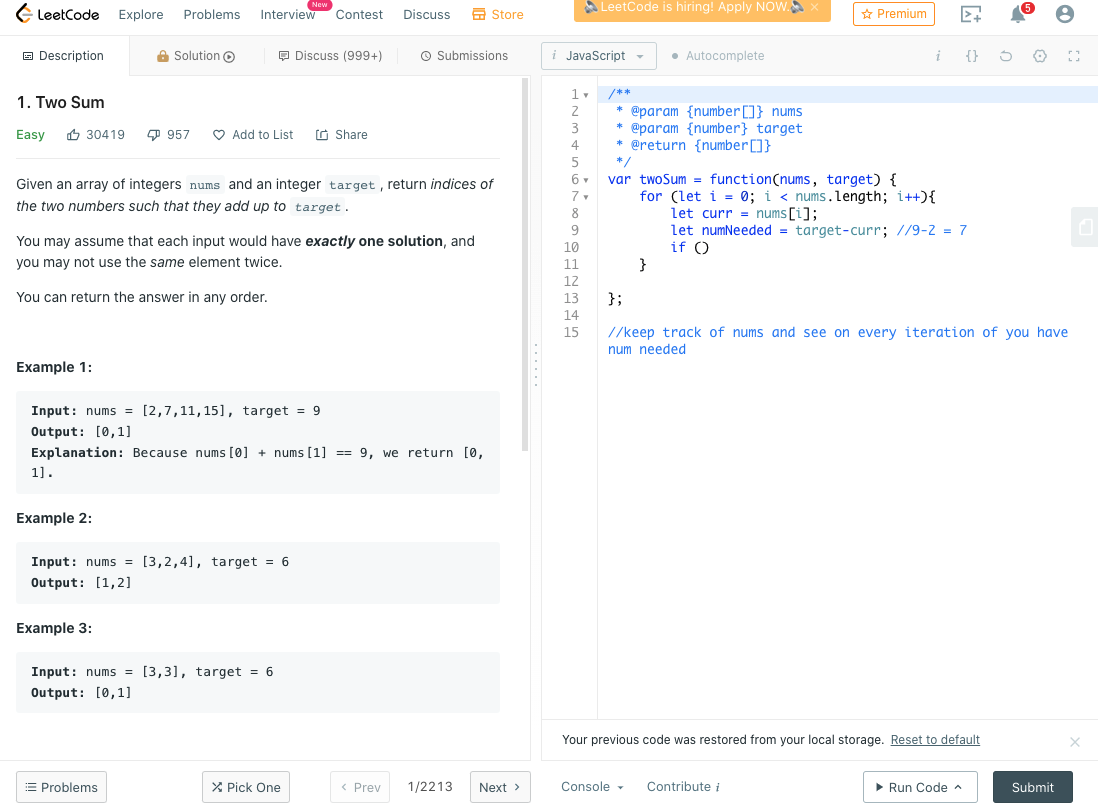 LeetCode Explore Problems Interview New Contest Discuss Store LeetCode is hiring! Apply NOW. Premium 5
Description Solution Discuss (999+) Submissions
i JavaScript Autocomplete i {}
1. Two Sum
Easy 30419 957 Add to List Share
Given an array of integers nums and an integer target, return indices of
the two numbers such that they add up to target.
You may assume that each input would have exactly one solution, and
you may not use the same element twice.
You can return the answer in any order.
Example 1:
Input: nums = [2,7,11,15], target = 9
Output: [0,1]
Explanation: Because nums[0] + nums[1] == 9, we return [0,
1].
Example 2:
Input: nums = [3,2,4], target = 6
Output: [1,2]
Example 3:
Input: nums = [3,3], target = 6
Output: [0,1]
1 /**
2 * @param {number[]} nums
3 * @param {number} target
4 * @return {number[]}
5 */
6 var twoSum = function(nums, target) {
7 for (let i = 0; i < nums.length; i++){
8 let curr = nums[i];
9 let numNeeded = target-curr; //9-2 = 7
10 if ()
11 }
12
13 };
14
15 //keep track of nums and see on every iteration of you have
num needed
Your previous code was restored from your local storage. Reset to default
Problems Pick One Prev 1/2213 Next Console Contribute i Run Code Submit